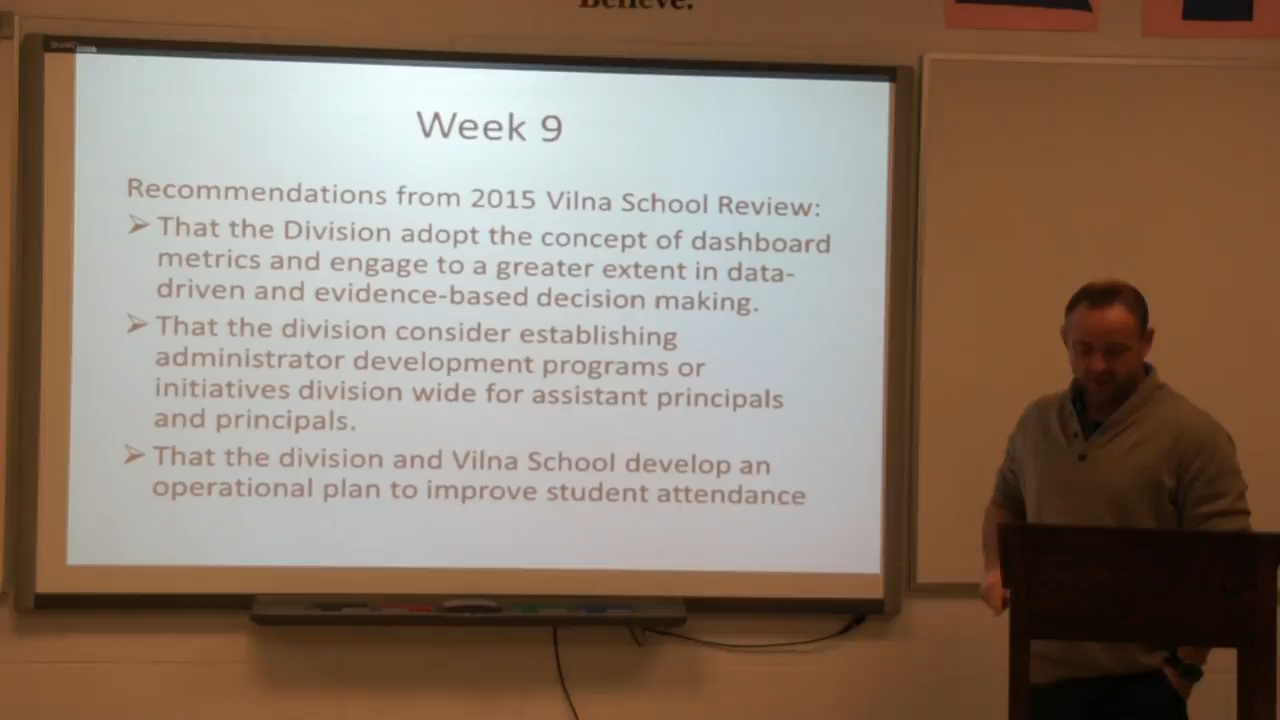 Believe.
Week 9
Recommendations from 2015 Vilna School Review:
➢ That the Division adopt the concept of dashboard
metrics and engage to a greater extent in data-
driven and evidence-based decision making.
➢ That the division consider establishing
administrator development programs or
initiatives division wide for assistant principals
and principals.
➢ That the division and Vilna School develop an
operational plan to improve student attendance